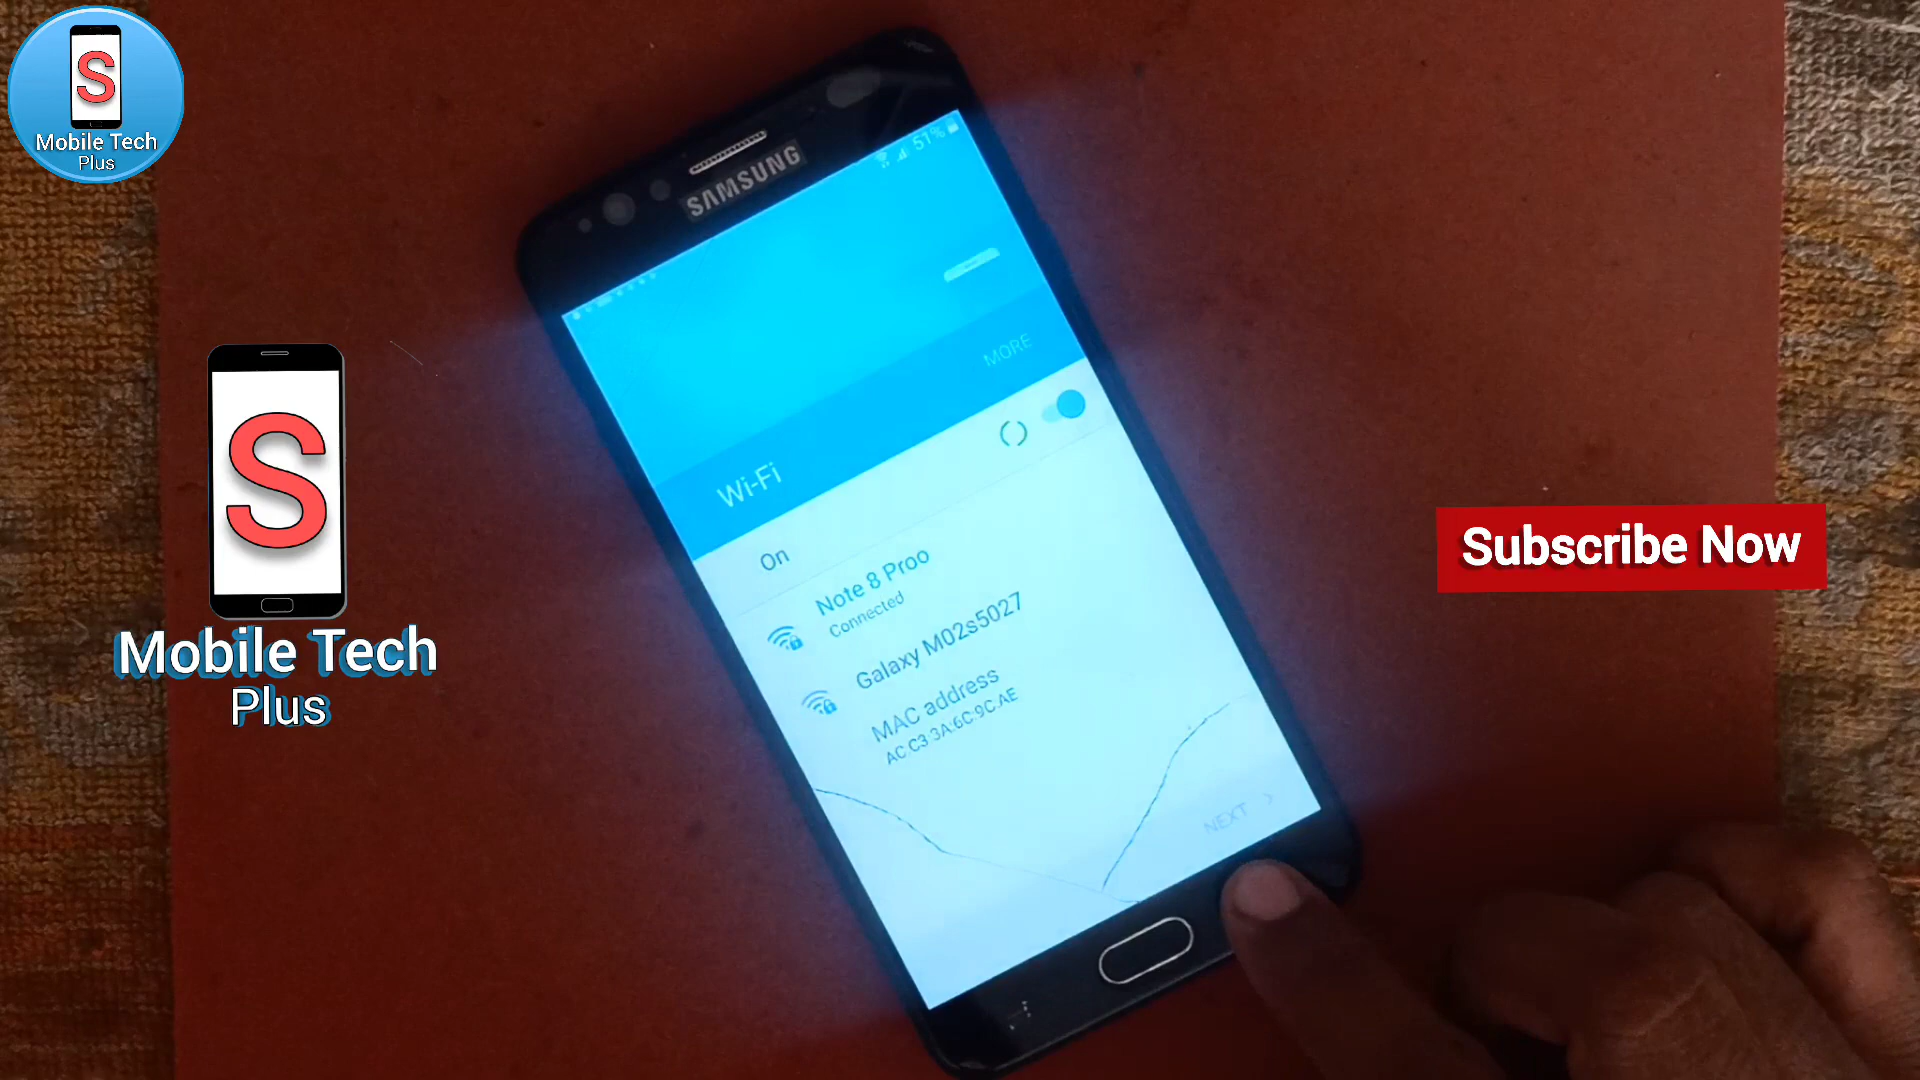 S
Mobile Tech
Plus
SAMSUNG
51%
MORE
Wi-Fi
On
Note 8 Proo
Connected
Galaxy M02s5027
MAC address
AC:C3:3A:6C:9C:AE
NEXT
S
Mobile Tech
Plus
Subscribe Now